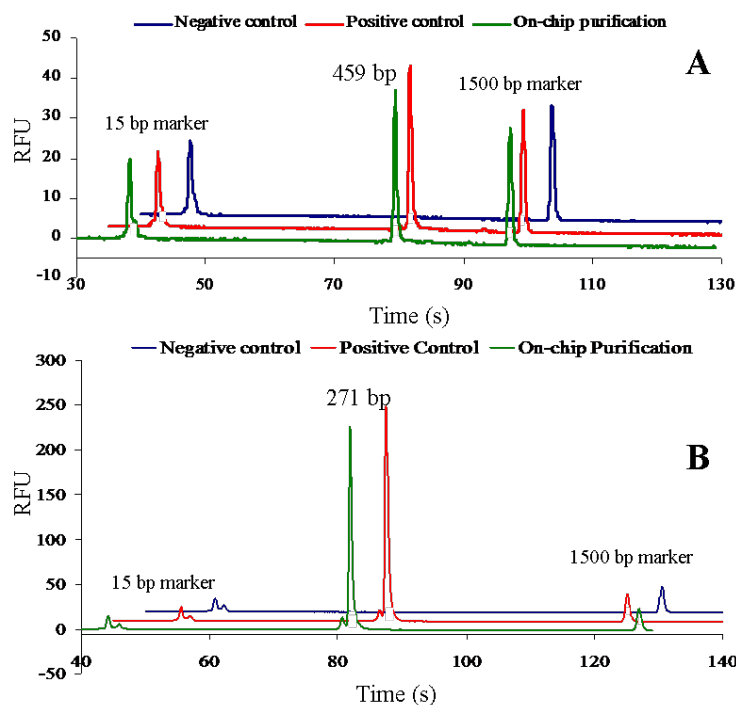 Negative control Positive control On-chip purification
50
A
459 bp
40
1500 bp marker
30
15 bp marker
RFU
20
10
0
-10
30 50 70 90 110 130
Time (s)
Negative control Positive Control On-chip Purification
300
271 bp
250
B
200
RFU
150
100
15 bp marker
1500 bp marker
50
0
-50
40 60 80 100 120 140
Time (s)